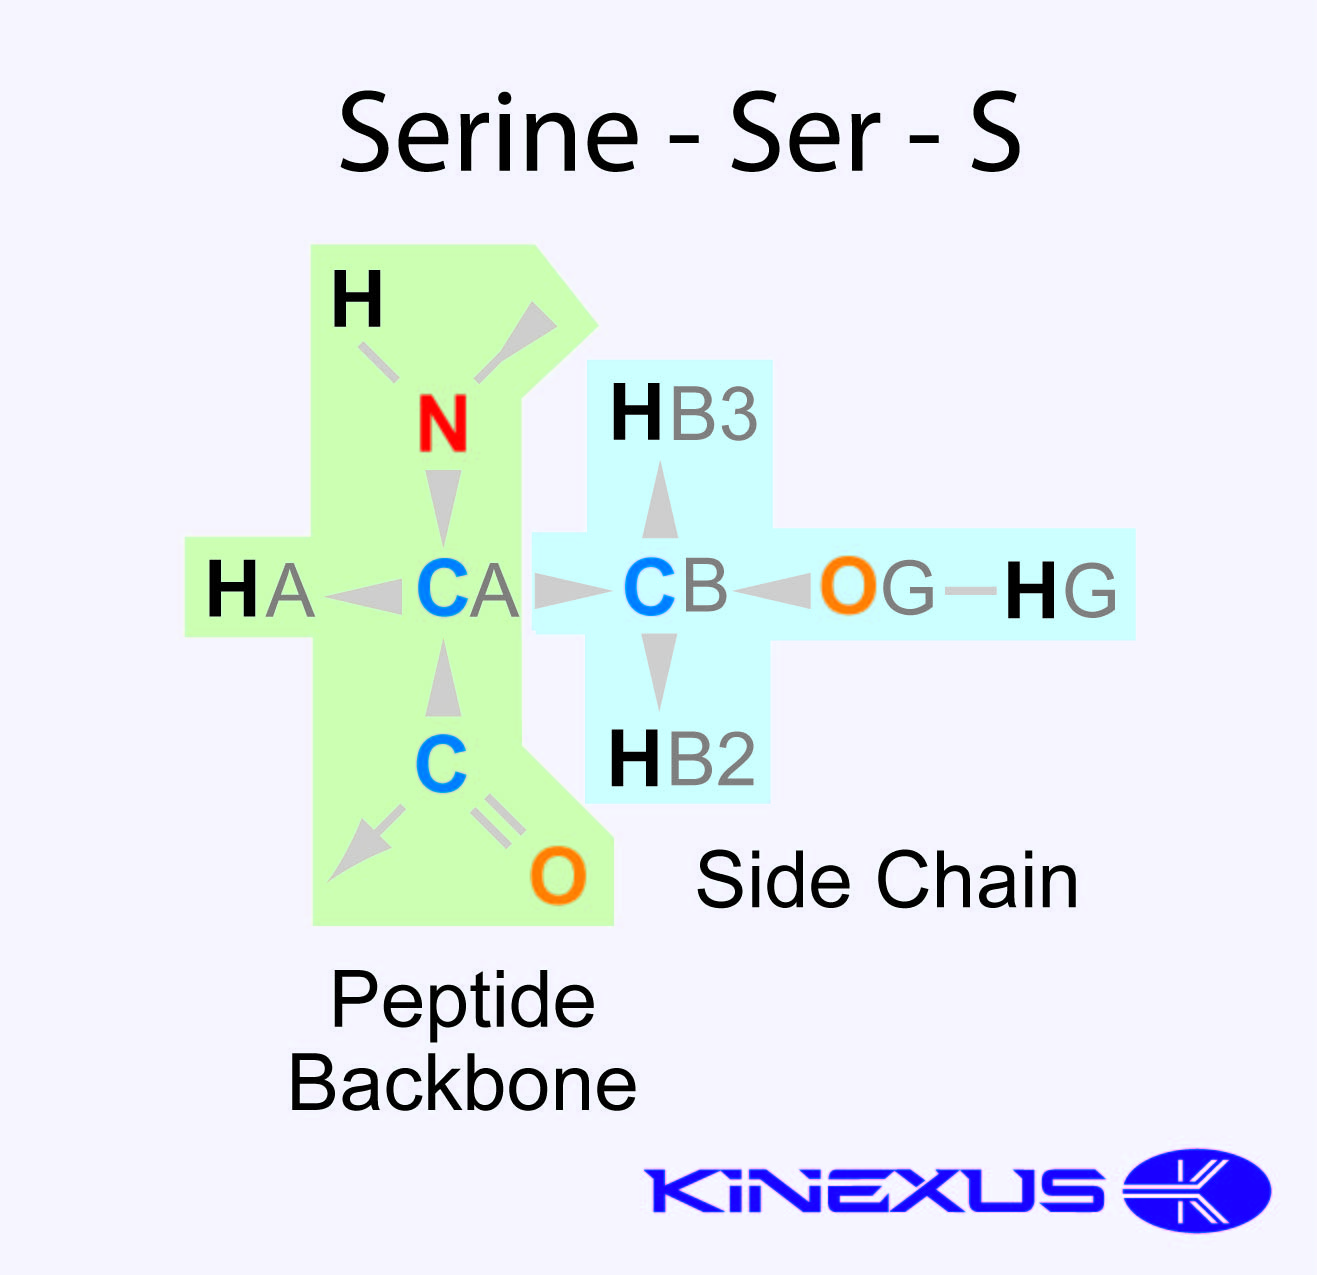 Serine - Ser - S
H
N
HB3
HA CA CB OG HG
C
HB2
O
Side Chain
Peptide
Backbone
KiNEXUS